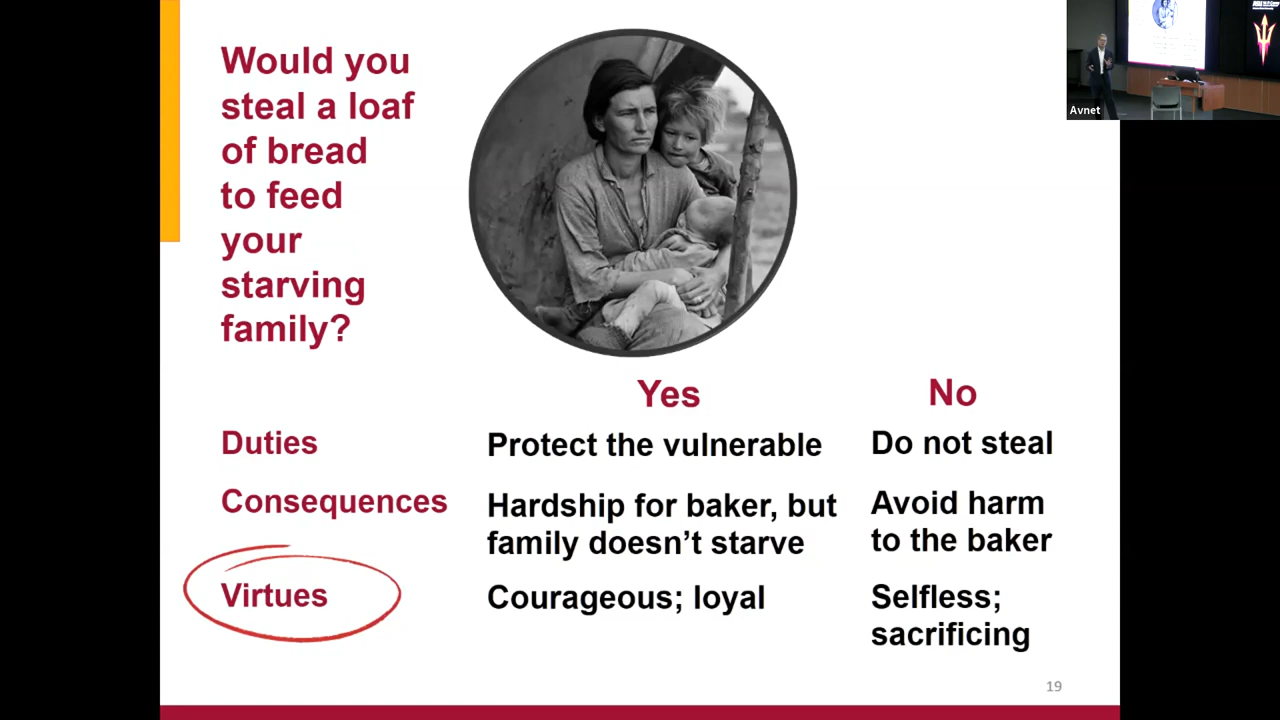 Would you
steal a loaf
of bread
to feed
your
starving
family?
Avnet
Yes
No
Duties
Protect the vulnerable
Do not steal
Consequences
Hardship for baker, but
family doesn’t starve
Avoid harm
to the baker
Virtues
Courageous; loyal
Selfless;
sacrificing
19